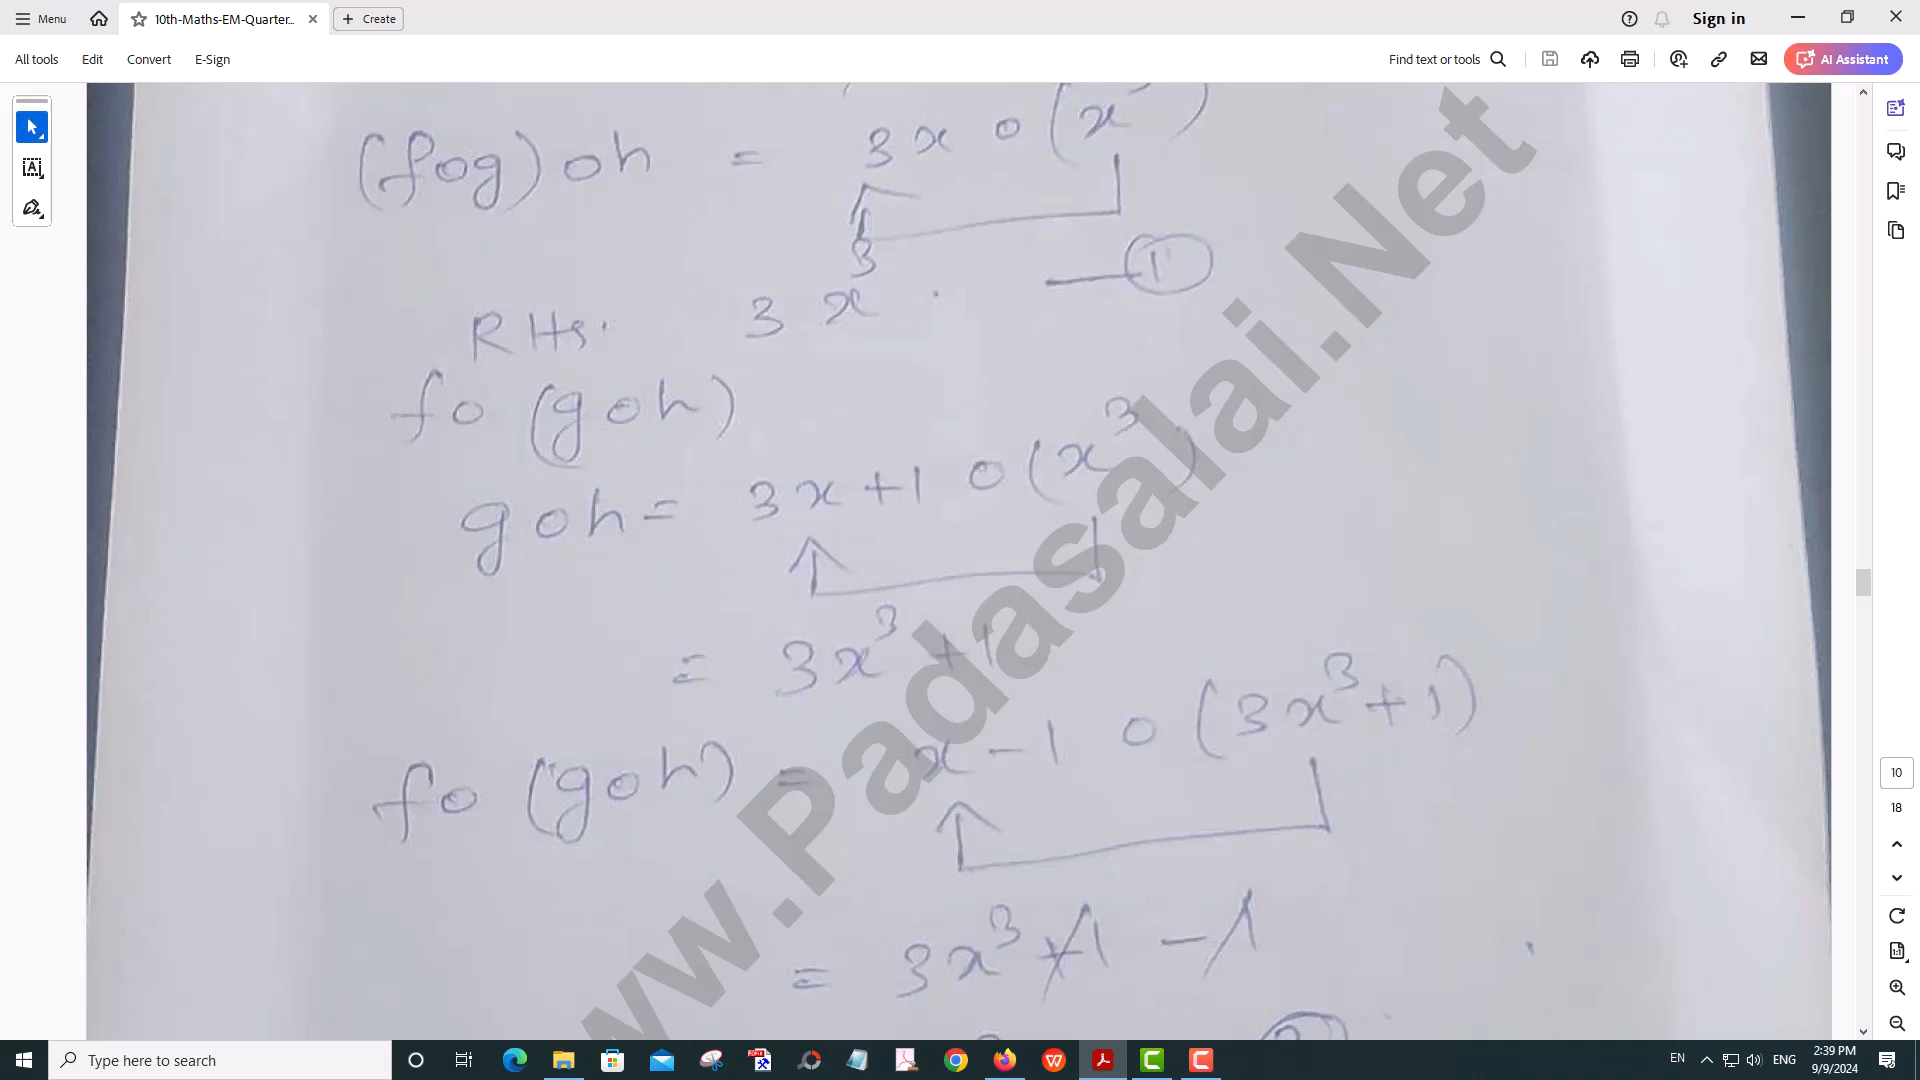 Menu
10th-Maths-EM-Quarter...
Create
Sign in
All tools
Edit
Convert
E-Sign
Find text or tools
AI Assistant
(fog) oh = 3x o (x³)
3
3 x . — 1
RHS.
fo (goh)
goh = 3x+1 o (x³)
= 3x³ +1
fo (goh) = x-1 o (3x³+1)
= 3x³ +1 -1
www.Padasalai.Net
10
18
Type here to search
EN
ENG
2:39 PM
9/9/2024